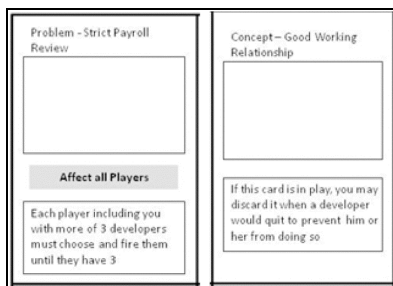 Problem - Strict Payroll
Review
Affect all Players
Each player including you
with more of 3 developers
must choose and fire them
until they have 3
Concept – Good Working
Relationship
If this card is in play, you may
discard it when a developer
would quit to prevent him or
her from doing so